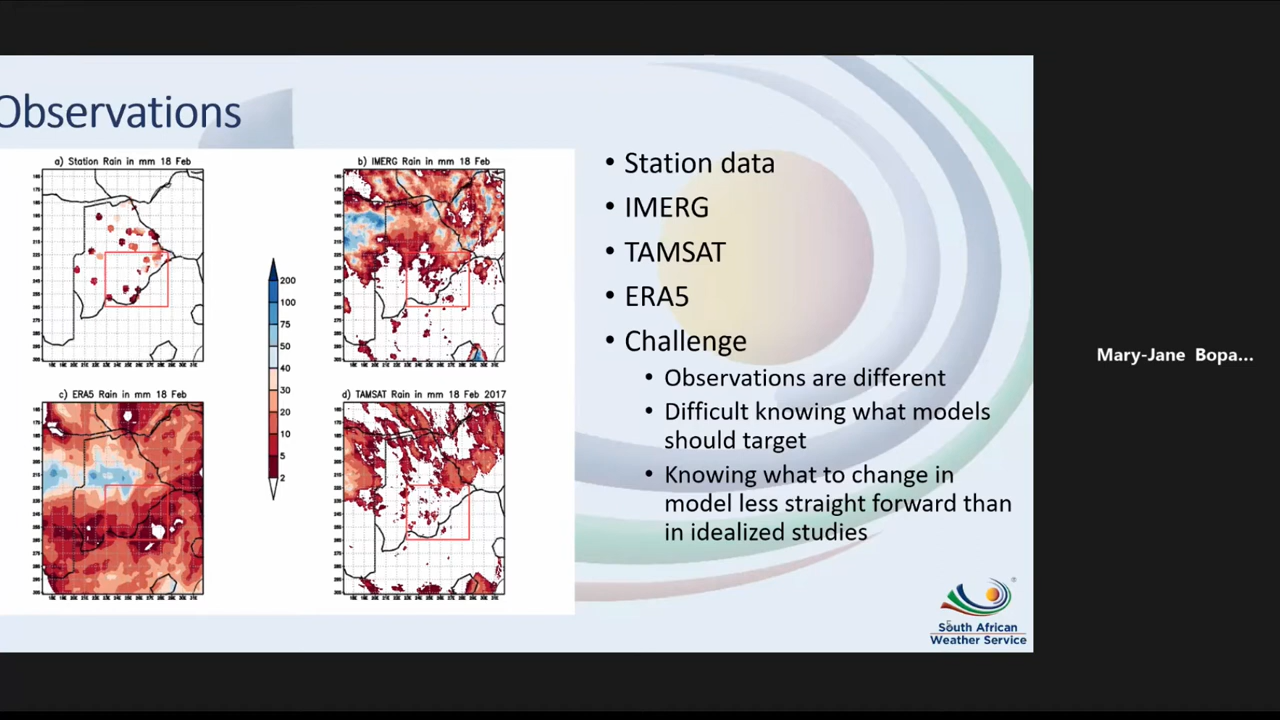 Observations
a) Station Rain in mm 18 Feb
b) IMERG Rain in mm 18 Feb
200
100
75
50
40
30
20
10
5
2
c) ERA5 Rain in mm 18 Feb
d) TAMSAT Rain in mm 18 Feb 2017
• Station data
• IMERG
• TAMSAT
• ERA5
• Challenge
• Observations are different
• Difficult knowing what models
should target
• Knowing what to change in
model less straight forward than
in idealized studies
South African
Weather Service
Mary-Jane Bopa...